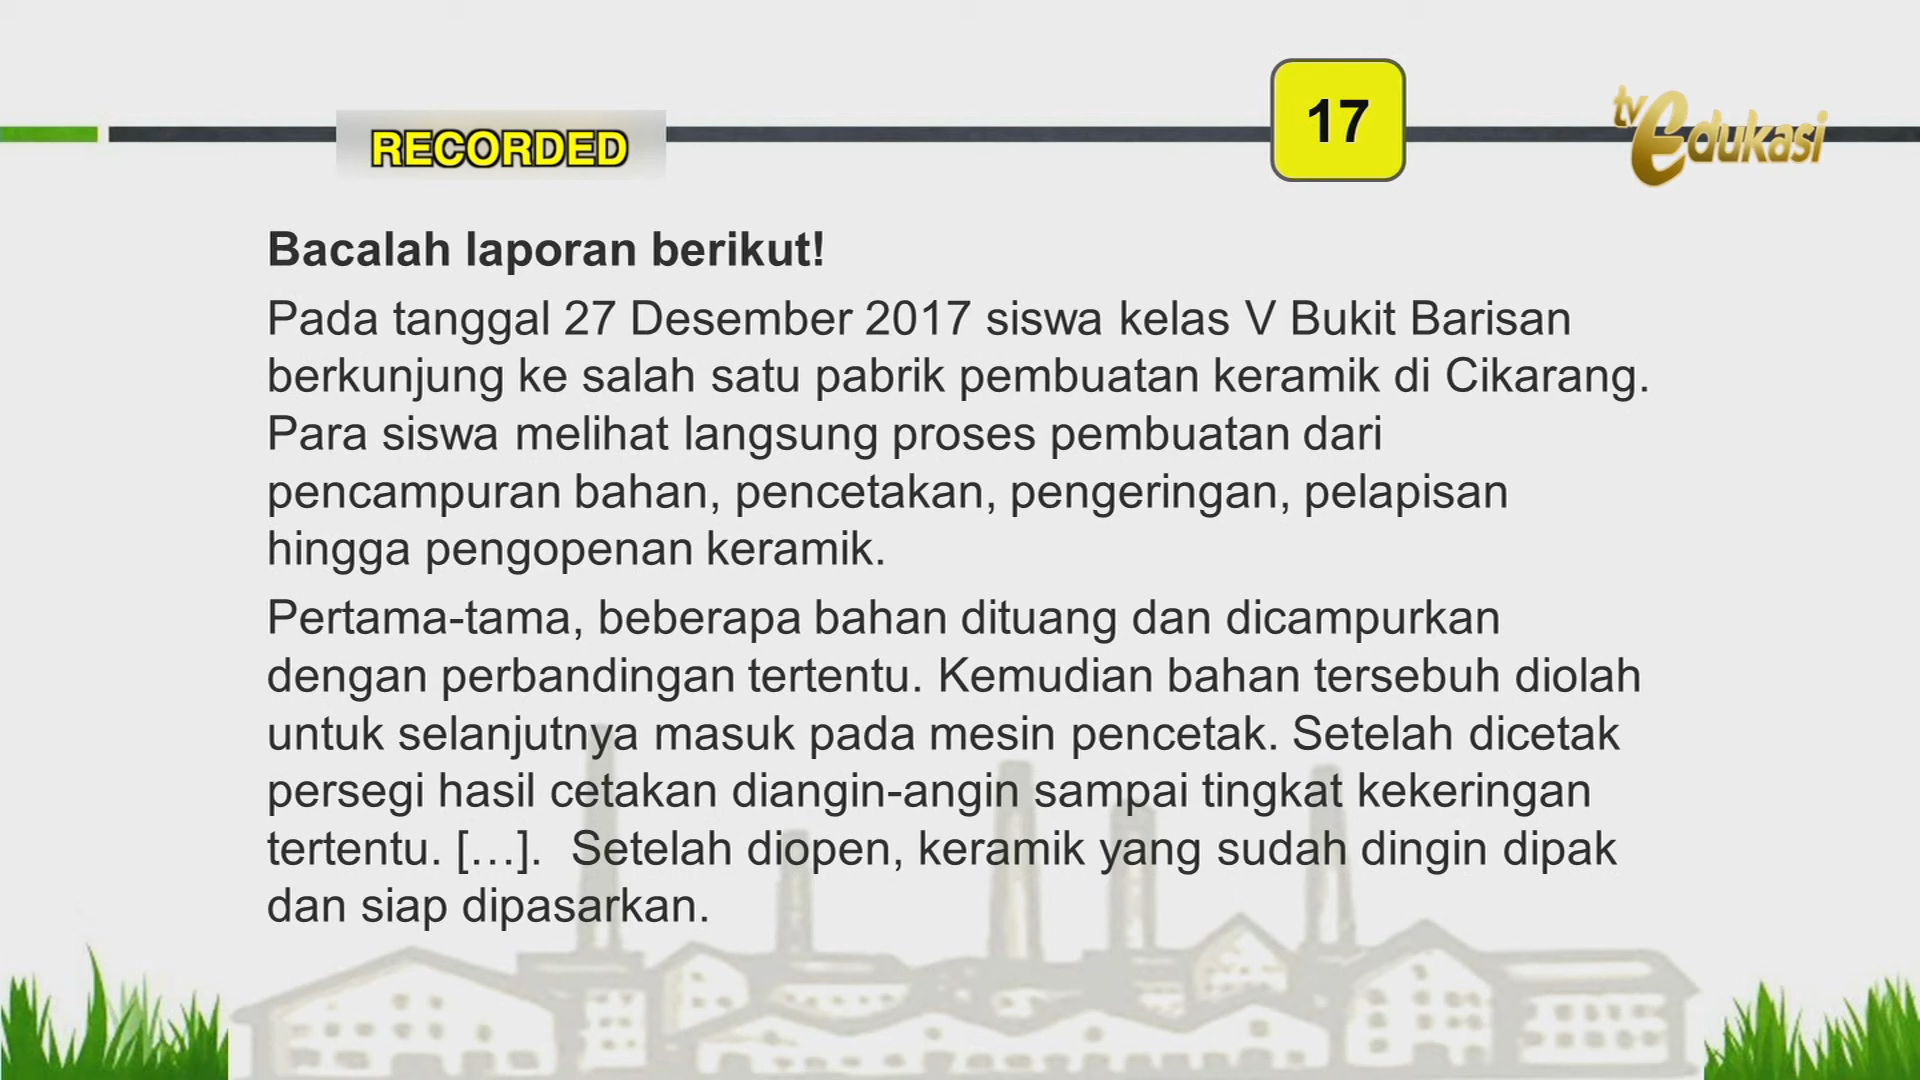 17
tv Edukasi
RECORDED
Bacalah laporan berikut!
Pada tanggal 27 Desember 2017 siswa kelas V Bukit Barisan
berkunjung ke salah satu pabrik pembuatan keramik di Cikarang.
Para siswa melihat langsung proses pembuatan dari
pencampuran bahan, pencetakan, pengeringan, pelapisan
hingga pengopenan keramik.
Pertama-tama, beberapa bahan dituang dan dicampurkan
dengan perbandingan tertentu. Kemudian bahan tersebuh diolah
untuk selanjutnya masuk pada mesin pencetak. Setelah dicetak
persegi hasil cetakan diangin-angin sampai tingkat kekeringan
tertentu. […].  Setelah diopen, keramik yang sudah dingin dipak
dan siap dipasarkan.